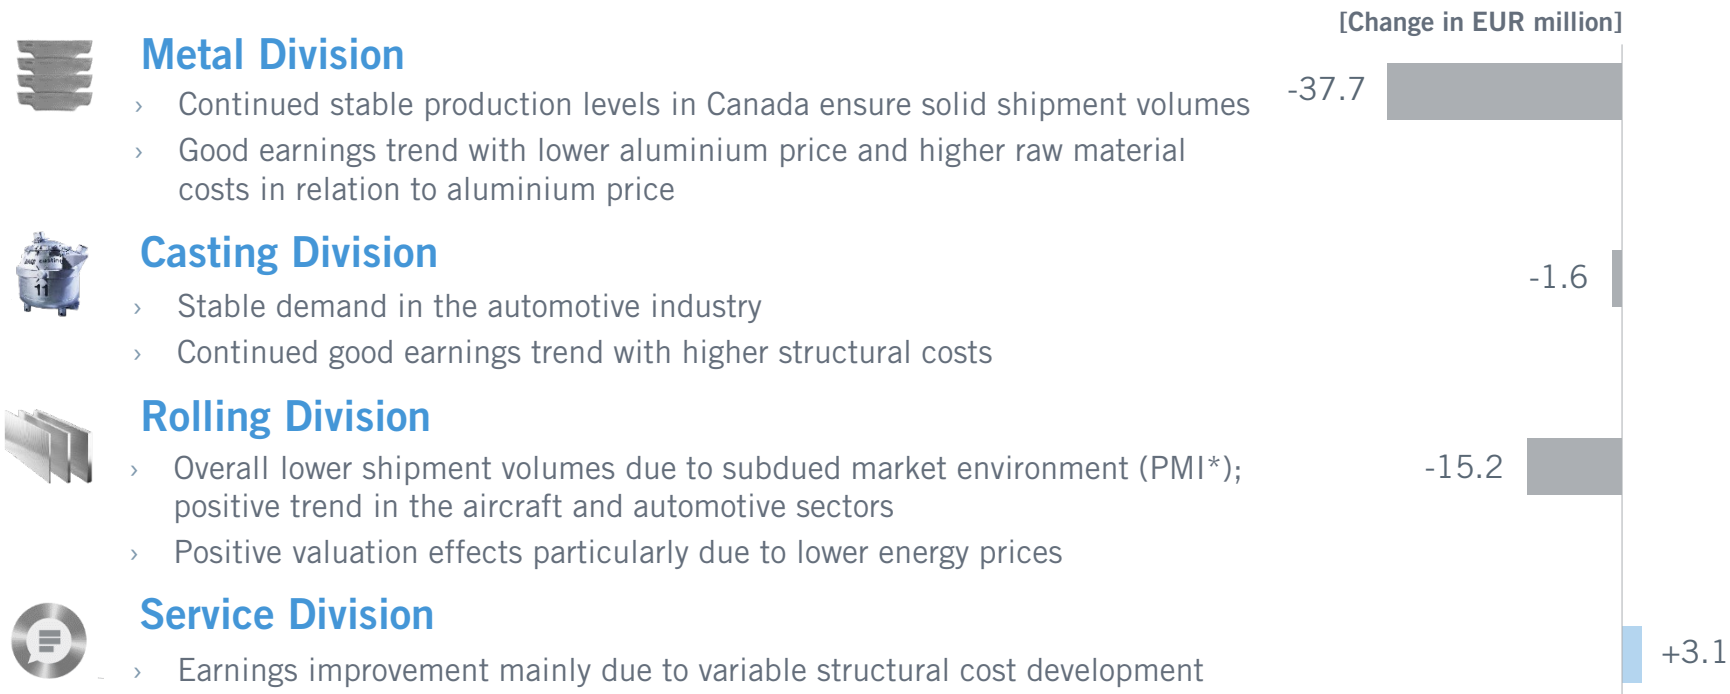 [Change in EUR million]
Metal Division
› Continued stable production levels in Canada ensure solid shipment volumes
-37.7
› Good earnings trend with lower aluminium price and higher raw material
costs in relation to aluminium price
Casting Division
11
-1.6
› Stable demand in the automotive industry
› Continued good earnings trend with higher structural costs
Rolling Division
› Overall lower shipment volumes due to subdued market environment (PMI*);
positive trend in the aircraft and automotive sectors
-15.2
› Positive valuation effects particularly due to lower energy prices
Service Division
+3.1
› Earnings improvement mainly due to variable structural cost development